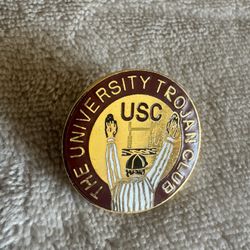 THE UNIVERSITY TROJAN CLUB
USC